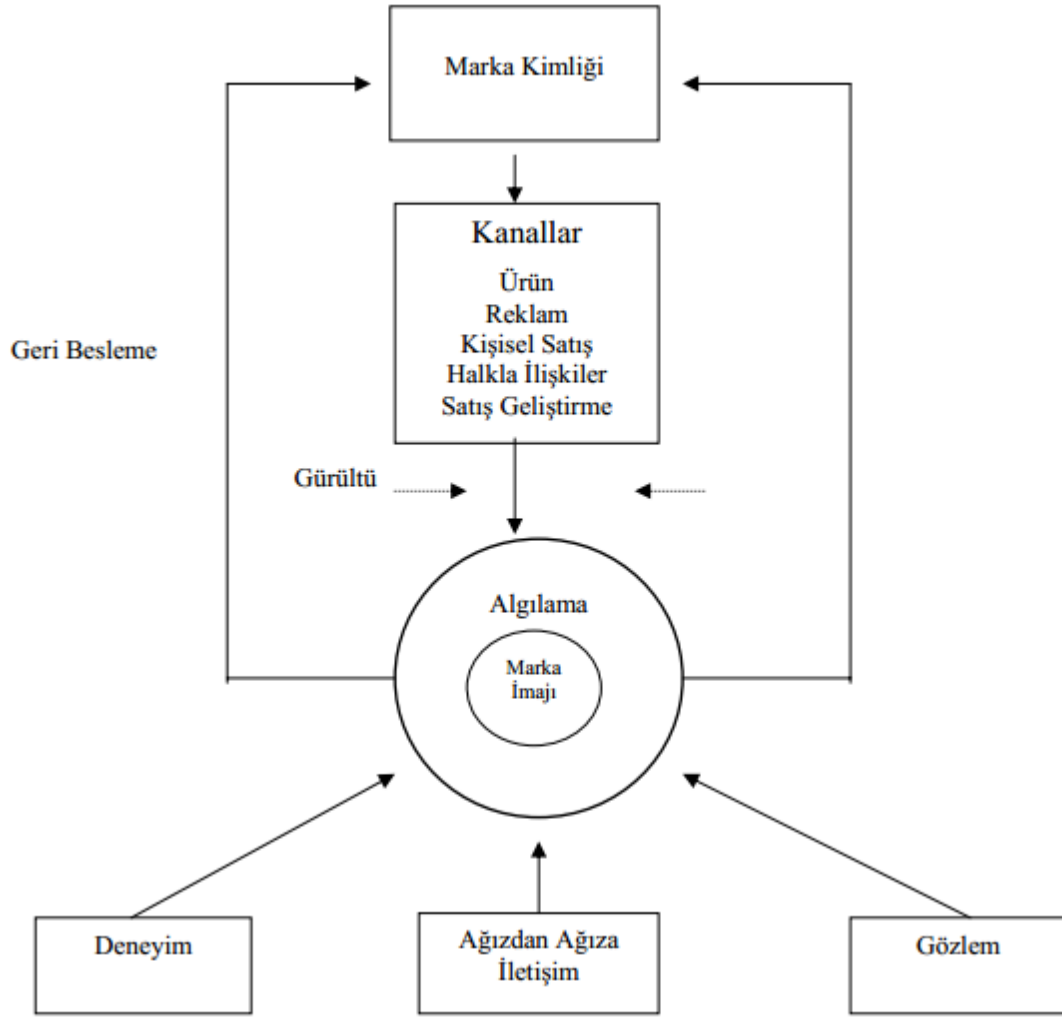 Marka Kimliği
Kanallar
Ürün
Reklam
Kişisel Satış
Halkla İlişkiler
Satış Geliştirme
Geri Besleme
Gürültü
Algılama
Marka
İmajı
Deneyim
Ağızdan Ağıza
İletişim
Gözlem